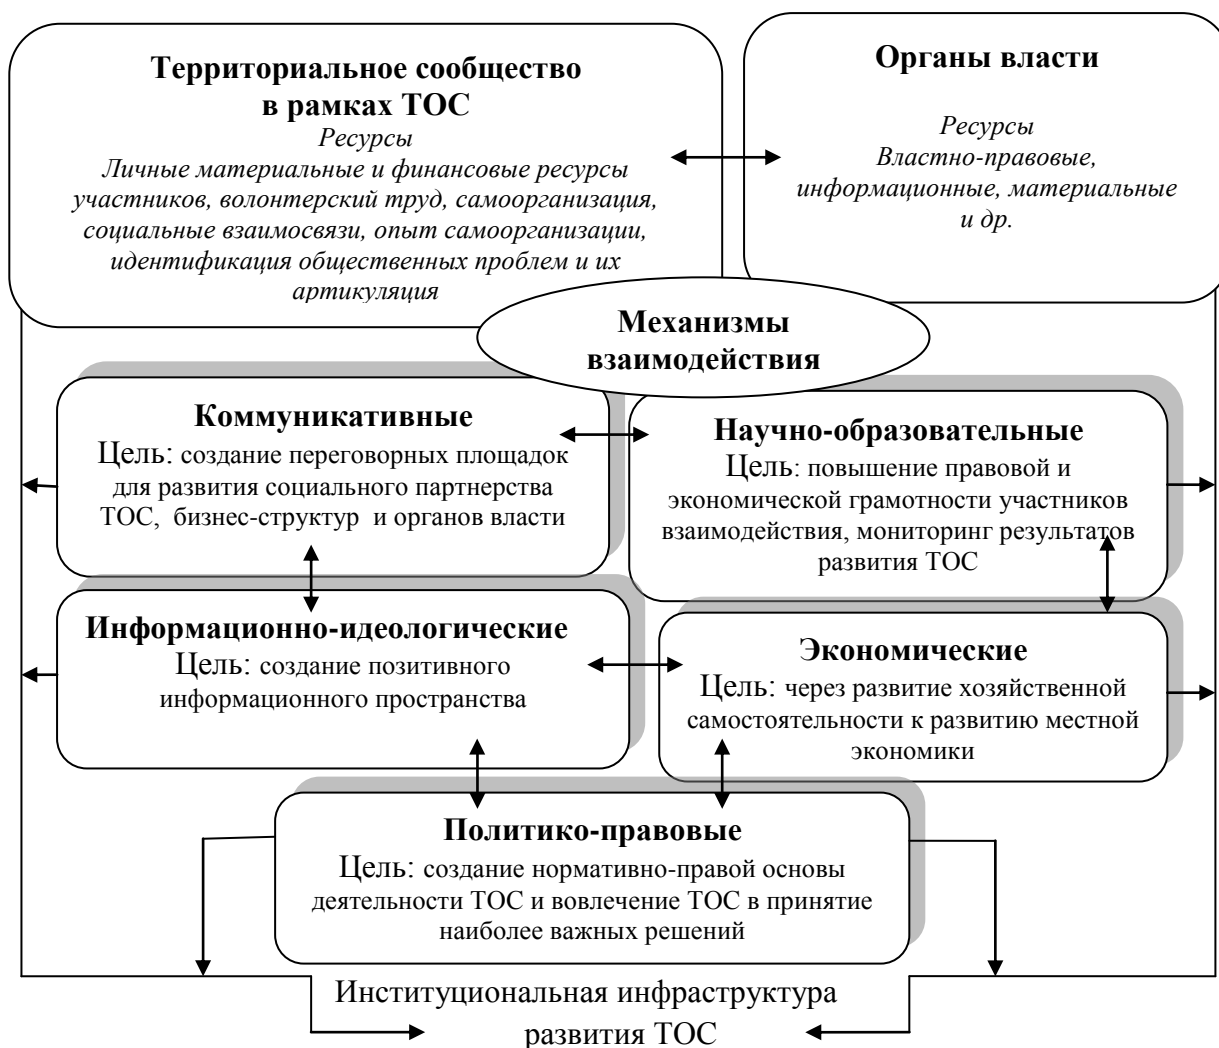 Территориальное сообщество
в рамках ТОС
Ресурсы
Личные материальные и финансовые ресурсы
участников, волонтерский труд, самоорганизация,
социальные взаимосвязи, опыт самоорганизации,
идентификация общественных проблем и их
артикуляция
Органы власти
Ресурсы
Властно-правовые,
информационные, материальные
и др.
Механизмы
взаимодействия
Коммуникативные
Цель: создание переговорных площадок
для развития социального партнерства
ТОС, бизнес-структур и органов власти
Научно-образовательные
Цель: повышение правовой и
экономической грамотности участников
взаимодействия, мониторинг результатов
развития ТОС
Информационно-идеологические
Цель: создание позитивного
информационного пространства
Экономические
Цель: через развитие хозяйственной
самостоятельности к развитию местной
экономики
Политико-правовые
Цель: создание нормативно-правой основы
деятельности ТОС и вовлечение ТОС в принятие
наиболее важных решений
Институциональная инфраструктура
развития ТОС